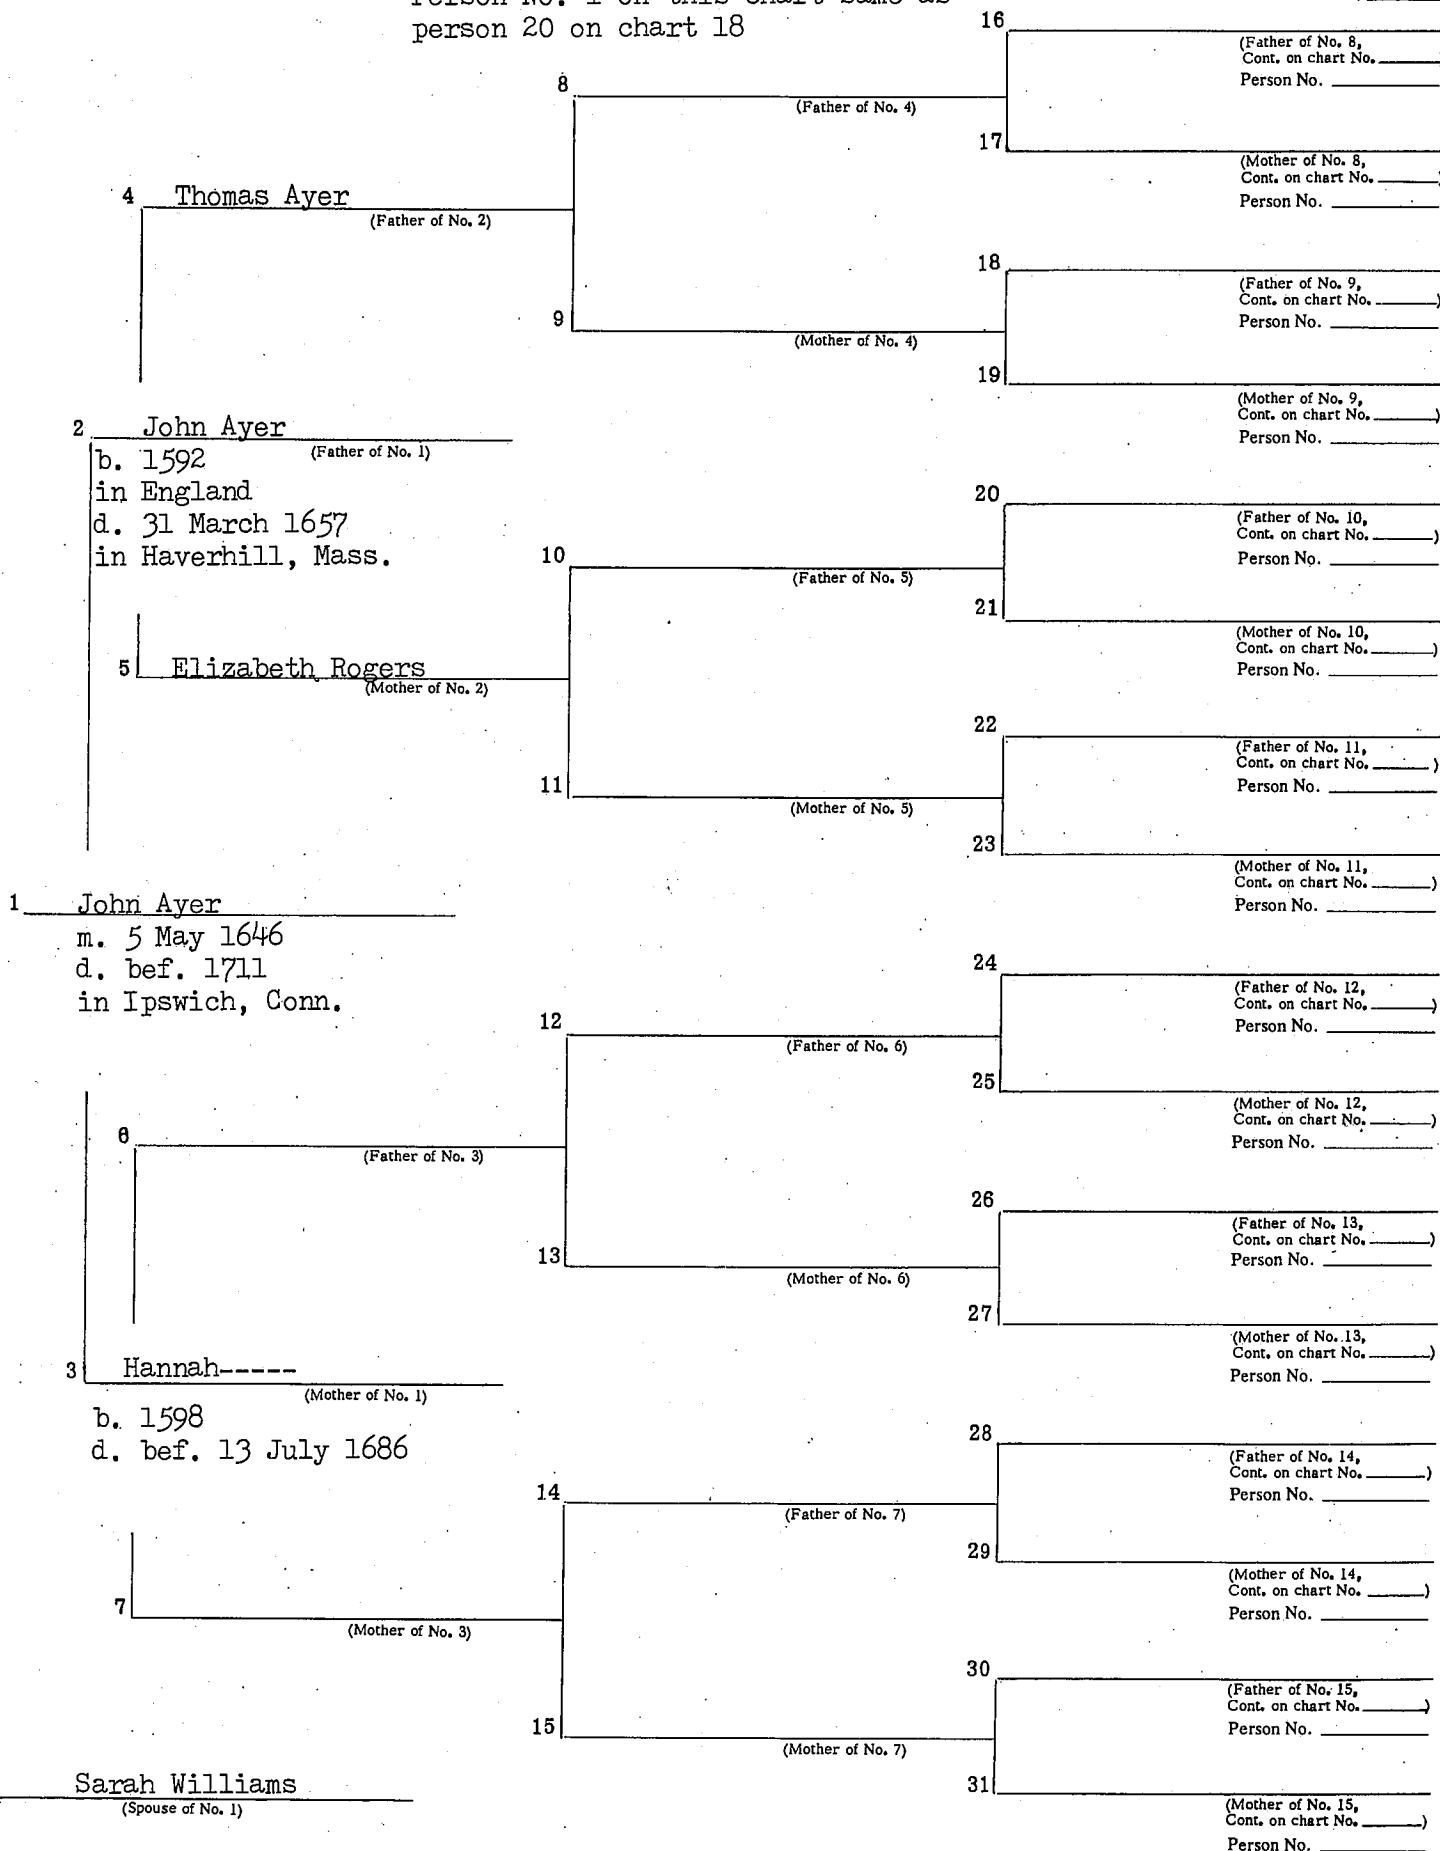 Person No. 1 on this chart same as
person 20 on chart 18
16
(Father of No. 8,
Cont. on chart No.
Person No.
8
(Father of No. 4)
17
(Mother of No. 8,
Cont. on chart No. )
Person No.
4 Thomas Ayer
(Father of No. 2)
18
(Father of No. 9,
Cont. on chart No. )
Person No.
9
(Mother of No. 4)
19
(Mother of No. 9,
Cont. on chart No. )
Person No.
2 John Ayer
(Father of No. 1)
b. 1592
in England
d. 31 March 1657
in Haverhill, Mass.
20
(Father of No. 10,
Cont. on chart No. )
Person No.
10
(Father of No. 5)
21
(Mother of No. 10,
Cont. on chart No. )
Person No.
5 Elizabeth Rogers
(Mother of No. 2)
22
(Father of No. 11,
Cont. on chart No. )
Person No.
11
(Mother of No. 5)
23
(Mother of No. 11,
Cont. on chart No. )
Person No.
1 John Ayer
m. 5 May 1646
d. bef. 1711
in Ipswich, Conn.
24
(Father of No. 12,
Cont. on chart No. )
Person No.
12
(Father of No. 6)
25
(Mother of No. 12,
Cont. on chart No. )
Person No.
6
(Father of No. 3)
26
(Father of No. 13,
Cont. on chart No. )
Person No.
13
(Mother of No. 6)
27
(Mother of No. 13,
Cont. on chart No. )
Person No.
3 Hannah-----
(Mother of No. 1)
b. 1598
d. bef. 13 July 1686
28
(Father of No. 14,
Cont. on chart No. )
Person No.
14
(Father of No. 7)
29
(Mother of No. 14,
Cont. on chart No. )
Person No.
7
(Mother of No. 3)
30
(Father of No. 15,
Cont. on chart No. )
Person No.
15
(Mother of No. 7)
31
(Mother of No. 15,
Cont. on chart No. )
Person No.
Sarah Williams
(Spouse of No. 1)